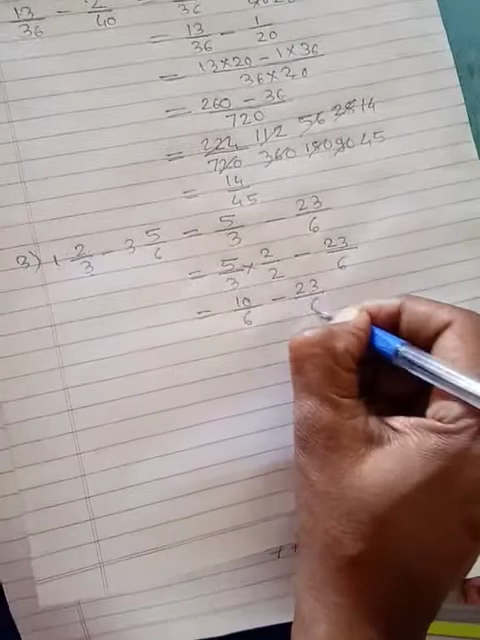 13/36 - 2/40
= 13/36 - 1/20
= 13×20 - 1×36 / 36×20
= 260 - 36 / 720
= 224/720 112/360 56/180 28/90 14/45
= 14/45
3) 1 2/3 - 3 5/6 = 5/3 - 23/6
= 5/3 × 2/2 - 23/6
= 10/6 - 23/6